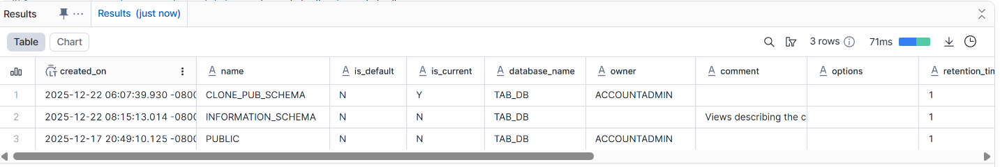 Results ··· Results (just now)
Table Chart 3 rows 71ms
created_on name is_default is_current database_name owner comment options retention_tim
1 2025-12-22 06:07:39.930 -0800 CLONE_PUB_SCHEMA N Y TAB_DB ACCOUNTADMIN 1
2 2025-12-22 08:15:13.014 -0800 INFORMATION_SCHEMA N N TAB_DB Views describing the c 1
3 2025-12-17 20:49:10.125 -0800 PUBLIC N N TAB_DB ACCOUNTADMIN 1